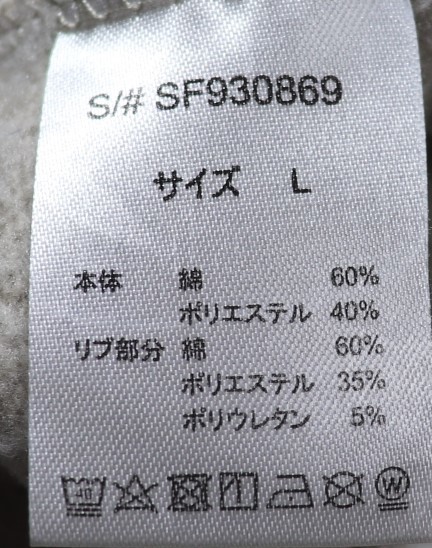 S/# SF930869
サイズ L
本体 綿 60%
ポリエステル 40%
リブ部分 綿 60%
ポリエステル 35%
ポリウレタン 5%
40 W